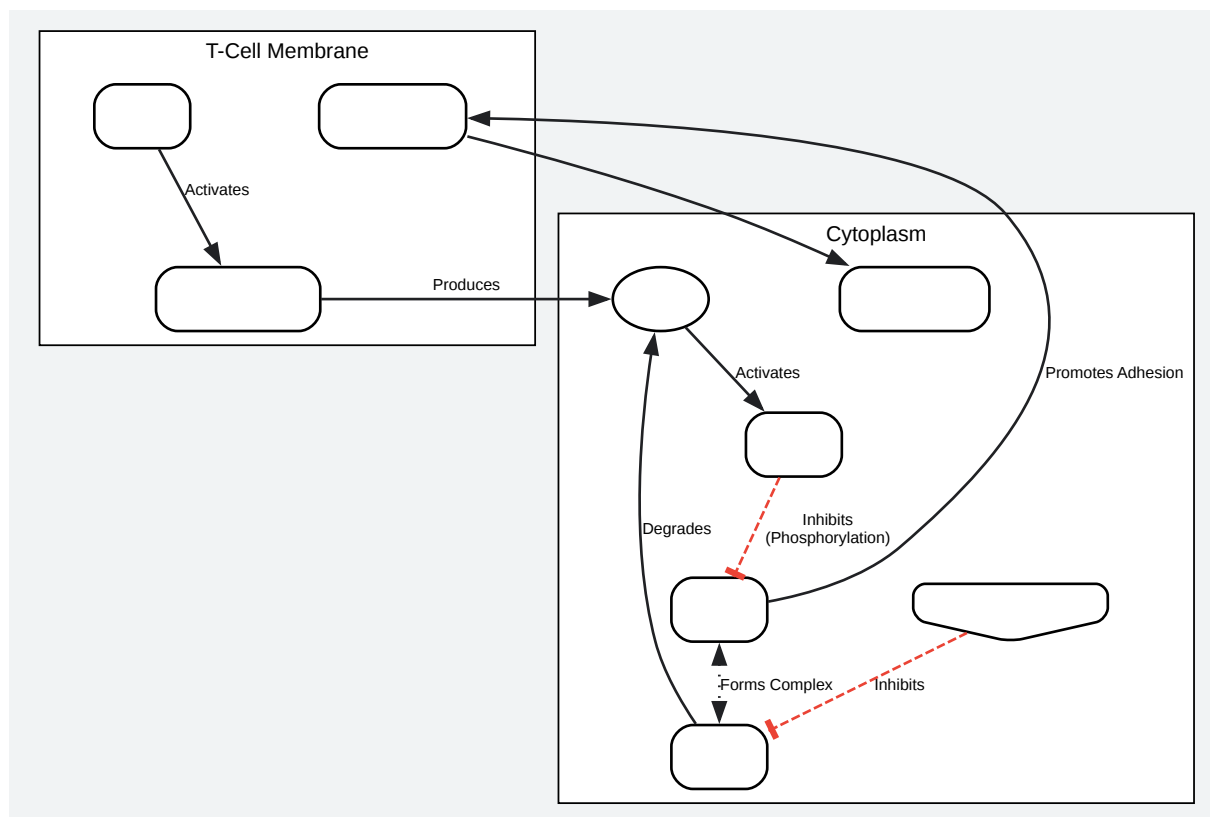 T-Cell Membrane
Activates
Produces
Cytoplasm
Activates
Promotes Adhesion
Inhibits
(Phosphorylation)
Degrades
Forms Complex
Inhibits